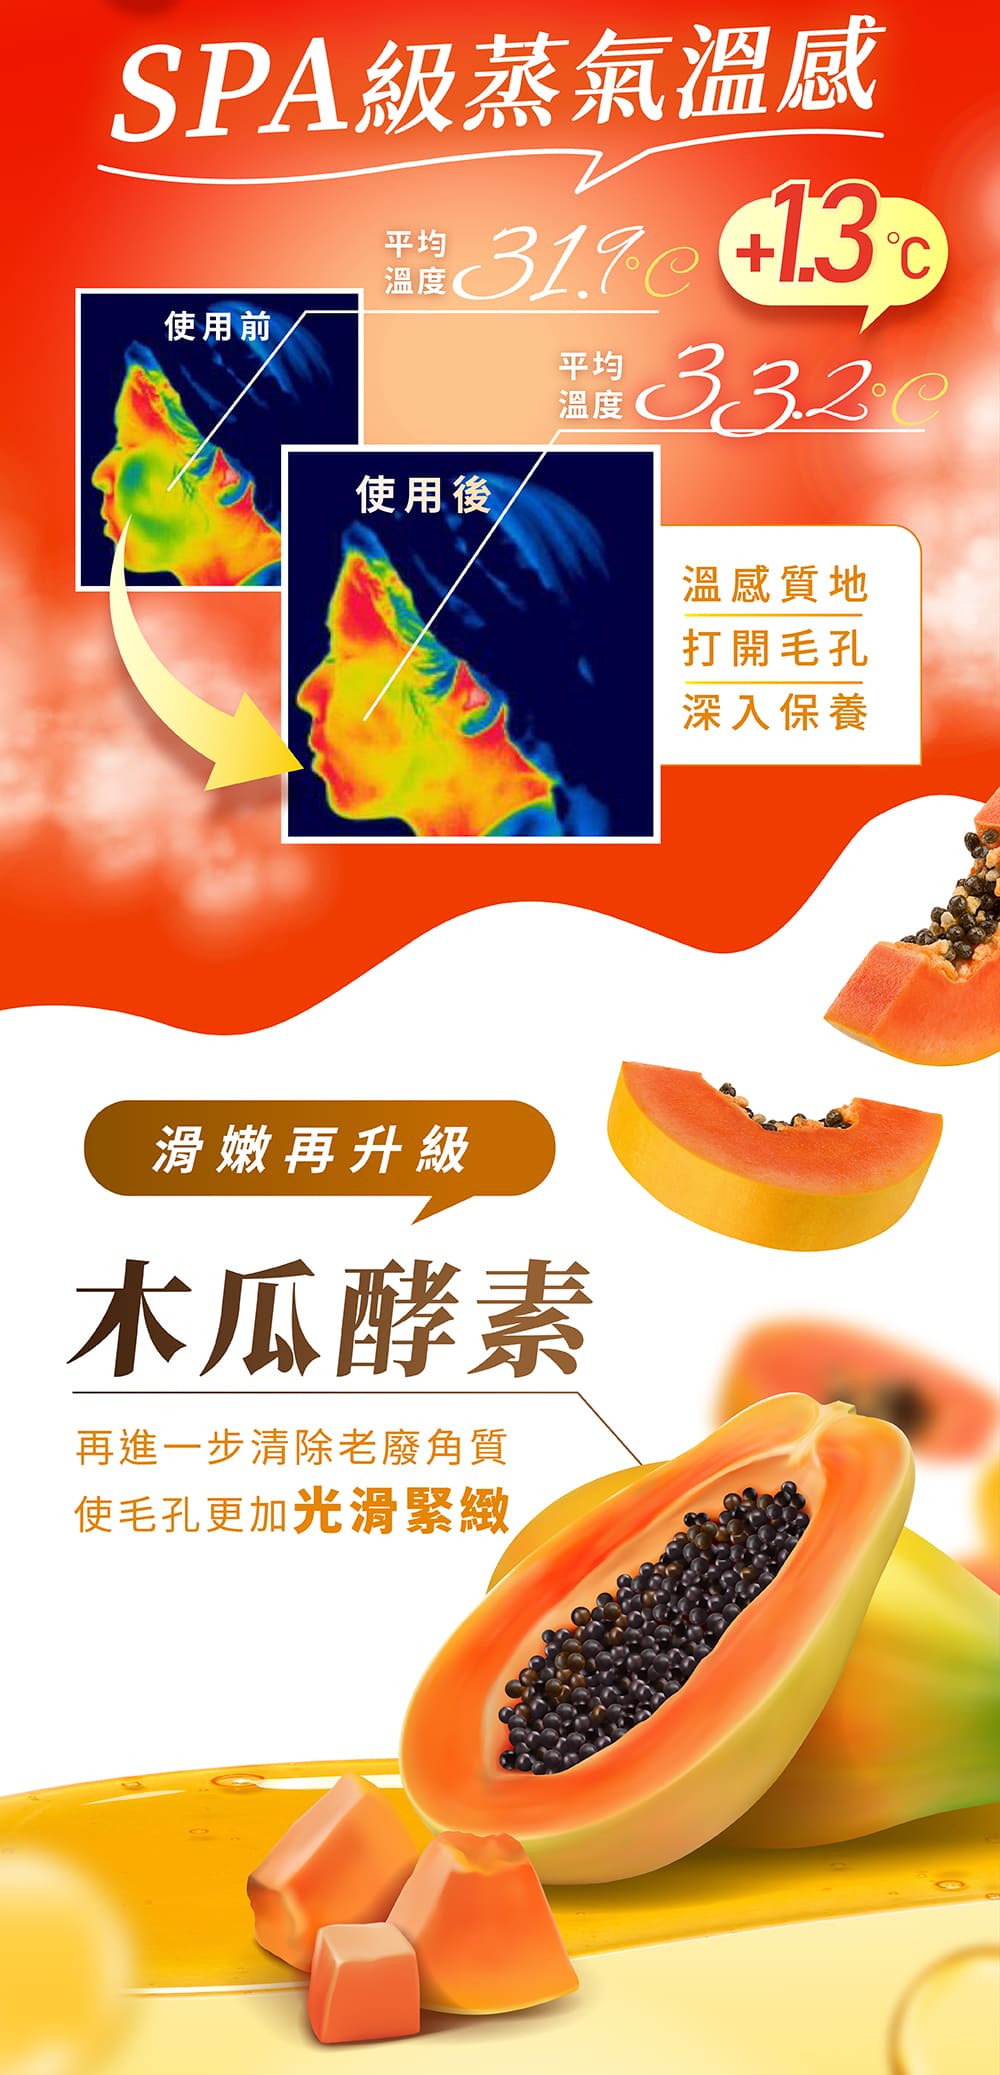 SPA級蒸氣溫感
平均
溫度 31.9°C
+1.3°C
使用前
平均
溫度 33.2°C
使用後
溫感質地
打開毛孔
深入保養
滑嫩再升級
木瓜酵素
再進一步清除老廢角質
使毛孔更加光滑緊緻